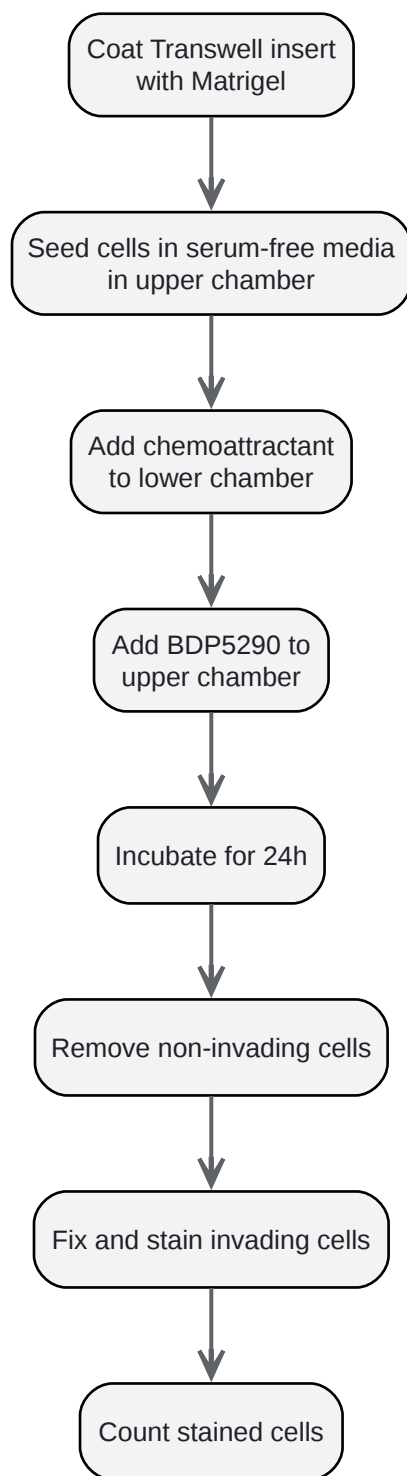 Coat Transwell insert
with Matrigel
Seed cells in serum-free media
in upper chamber
Add chemoattractant
to lower chamber
Add BDP5290 to
upper chamber
Incubate for 24h
Remove non-invading cells
Fix and stain invading cells
Count stained cells